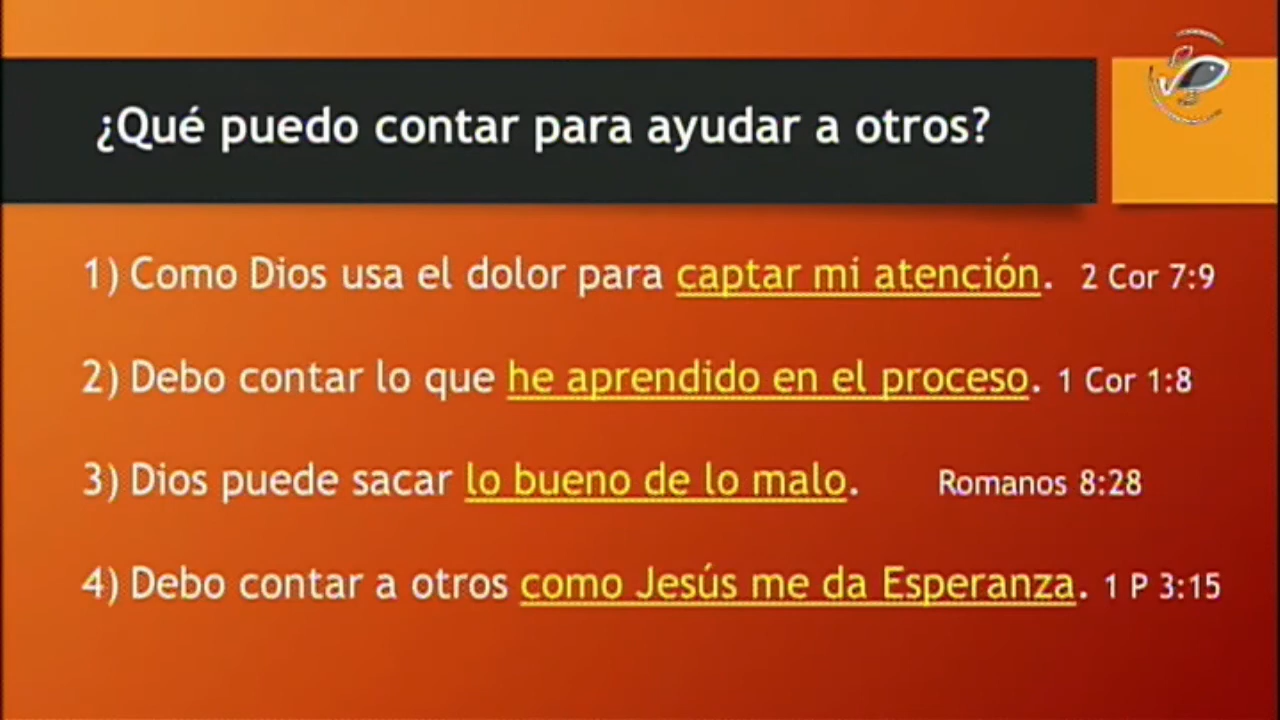 ¿Qué puedo contar para ayudar a otros?
1) Como Dios usa el dolor para captar mi atención. 2 Cor 7:9
2) Debo contar lo que he aprendido en el proceso. 1 Cor 1:8
3) Dios puede sacar lo bueno de lo malo. Romanos 8:28
4) Debo contar a otros como Jesús me da Esperanza. 1 P 3:15